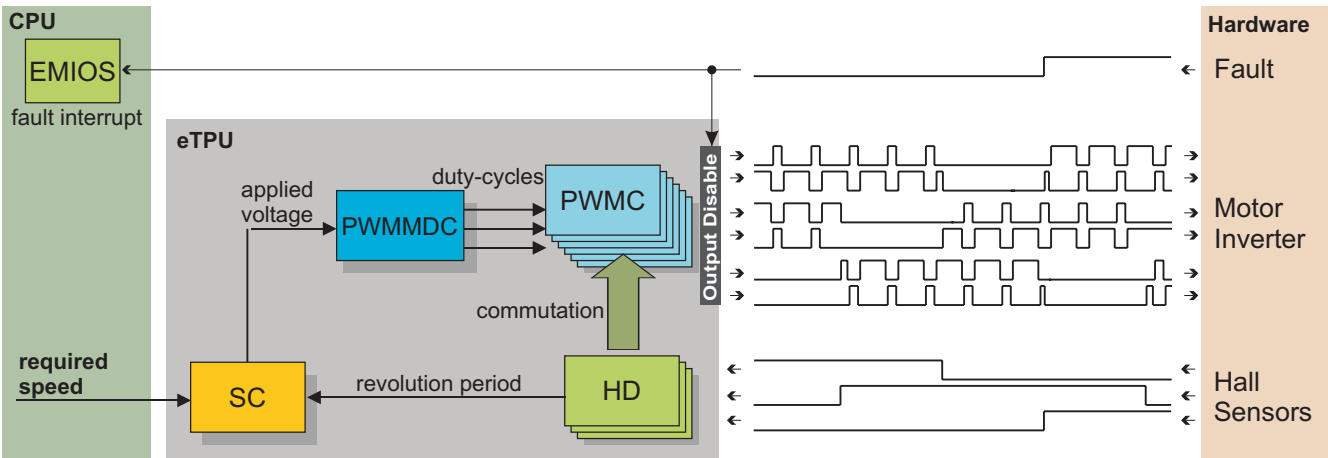 CPU
Hardware
EMIOS
Fault
fault interrupt
eTPU
applied
voltage
duty-cycles
PWMC
PWMMDC
Output Disable
Motor
Inverter
commutation
required
speed
SC
revolution period
HD
Hall
Sensors